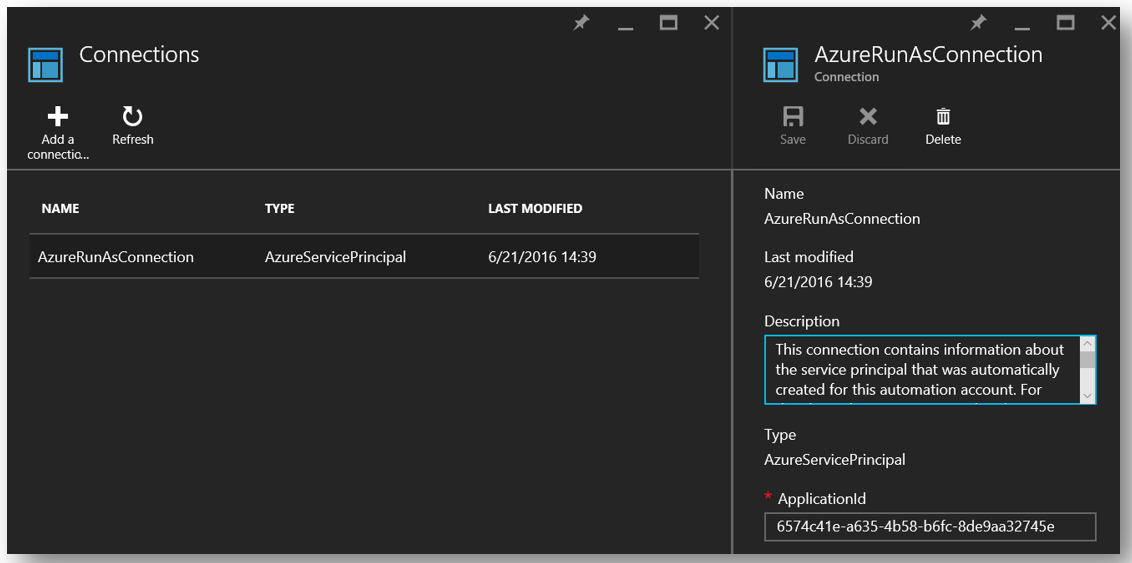 Connections
Add a
connectio...
Refresh
NAME TYPE LAST MODIFIED
AzureRunAsConnection AzureServicePrincipal 6/21/2016 14:39
AzureRunAsConnection
Connection
Save Discard Delete
Name
AzureRunAsConnection
Last modified
6/21/2016 14:39
Description
This connection contains information about
the service principal that was automatically
created for this automation account. For
Type
AzureServicePrincipal
* ApplicationId
6574c41e-a635-4b58-b6fc-8de9aa32745e